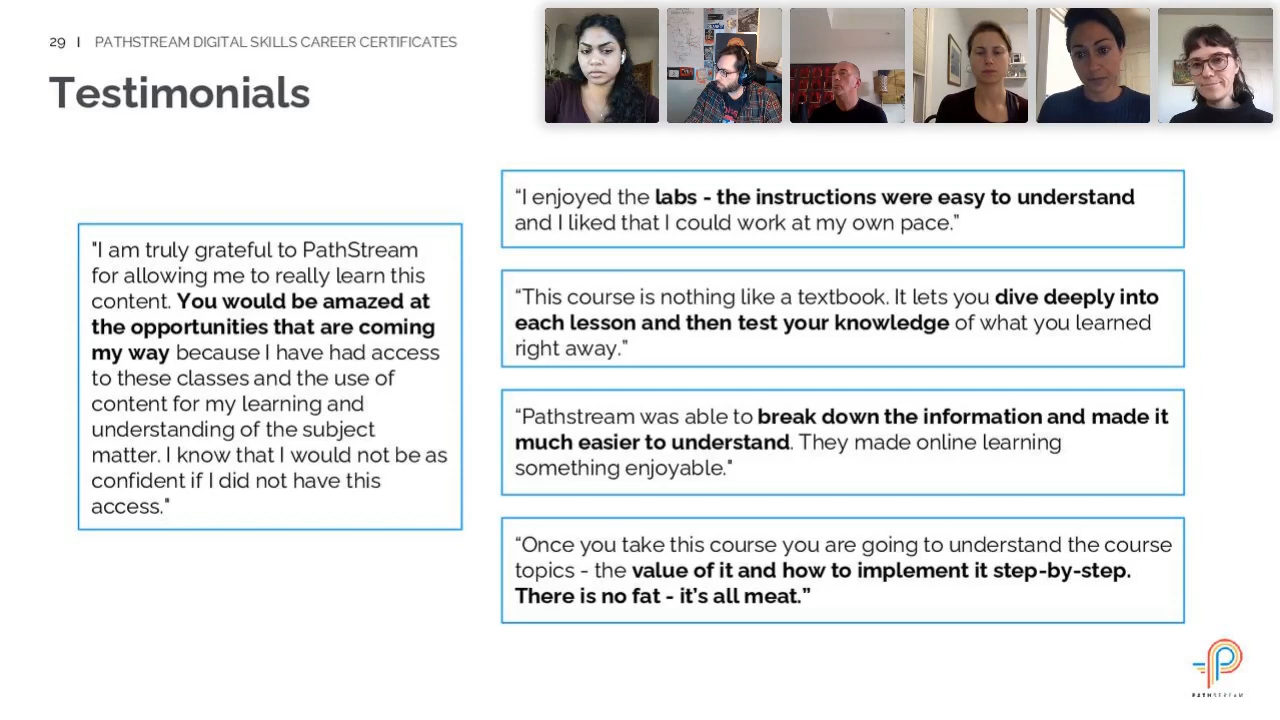 29 I PATHSTREAM DIGITAL SKILLS CAREER CERTIFICATES
Testimonials
"I am truly grateful to PathStream
for allowing me to really learn this
content. You would be amazed at
the opportunities that are coming
my way because I have had access
to these classes and the use of
content for my learning and
understanding of the subject
matter. I know that I would not be as
confident if I did not have this
access."
“I enjoyed the labs - the instructions were easy to understand
and I liked that I could work at my own pace.”
“This course is nothing like a textbook. It lets you dive deeply into
each lesson and then test your knowledge of what you learned
right away.”
“Pathstream was able to break down the information and made it
much easier to understand. They made online learning
something enjoyable."
“Once you take this course you are going to understand the course
topics - the value of it and how to implement it step-by-step.
There is no fat - it’s all meat.”
PATHSTREAM